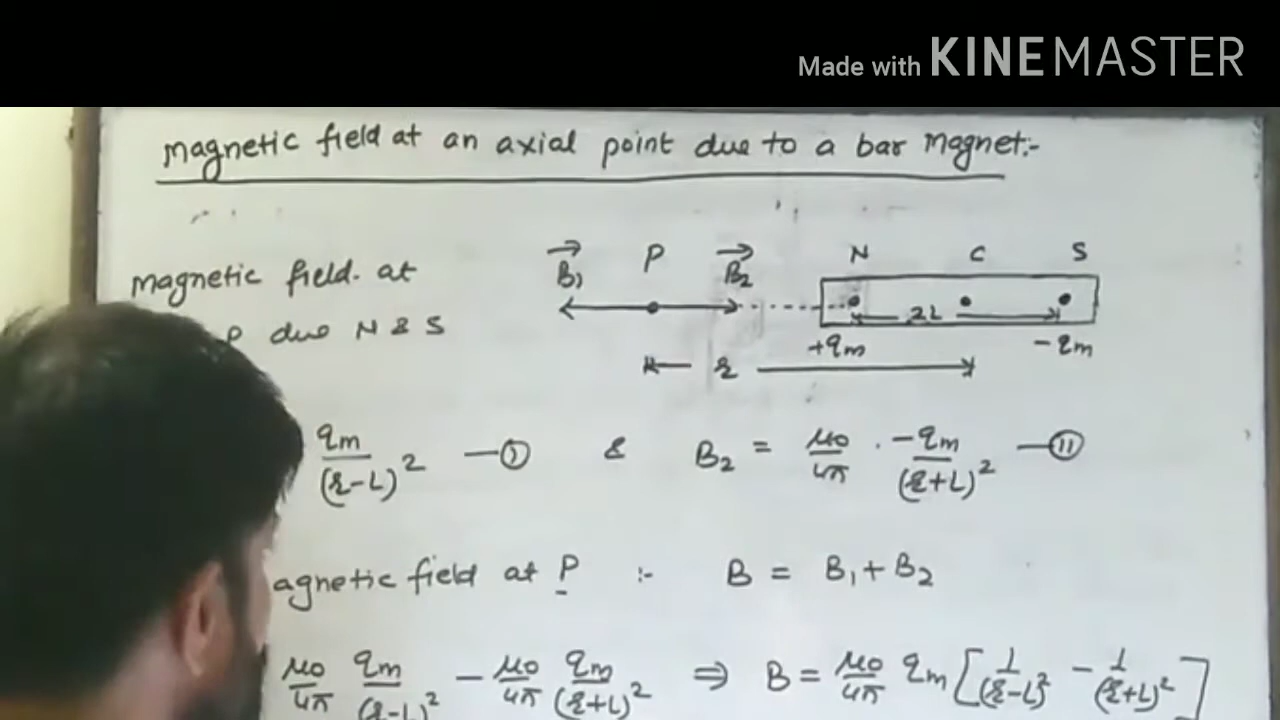 Made with KINEMASTER
magnetic field at an axial point due to a bar magnet:-
B₁→ P B₂→ N C S
magnetic field. at
P due N & S
2L
+qm -qm
r
qm/(r-L)² —(I) & B₂ = μ₀/4π . -qm/(r+L)² —(II)
agnetic field at P :- B = B₁ + B₂
μ₀/4π qm/(r-L)² - μ₀/4π qm/(r+L)² ⇒ B = μ₀/4π qm [1/(r-L)² - 1/(r+L)²]